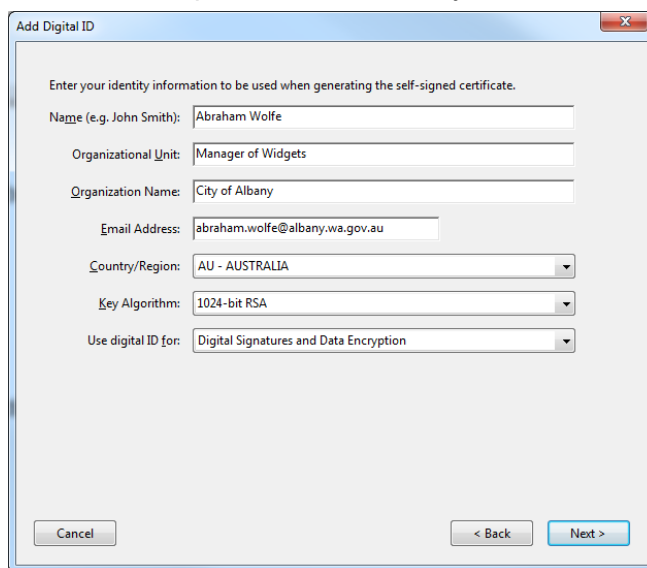 Add Digital ID
Enter your identity information to be used when generating the self-signed certificate.
Name (e.g. John Smith): Abraham Wolfe
Organizational Unit: Manager of Widgets
Organization Name: City of Albany
Email Address: abraham.wolfe@albany.wa.gov.au
Country/Region: AU - AUSTRALIA
Key Algorithm: 1024-bit RSA
Use digital ID for: Digital Signatures and Data Encryption
Cancel < Back Next >